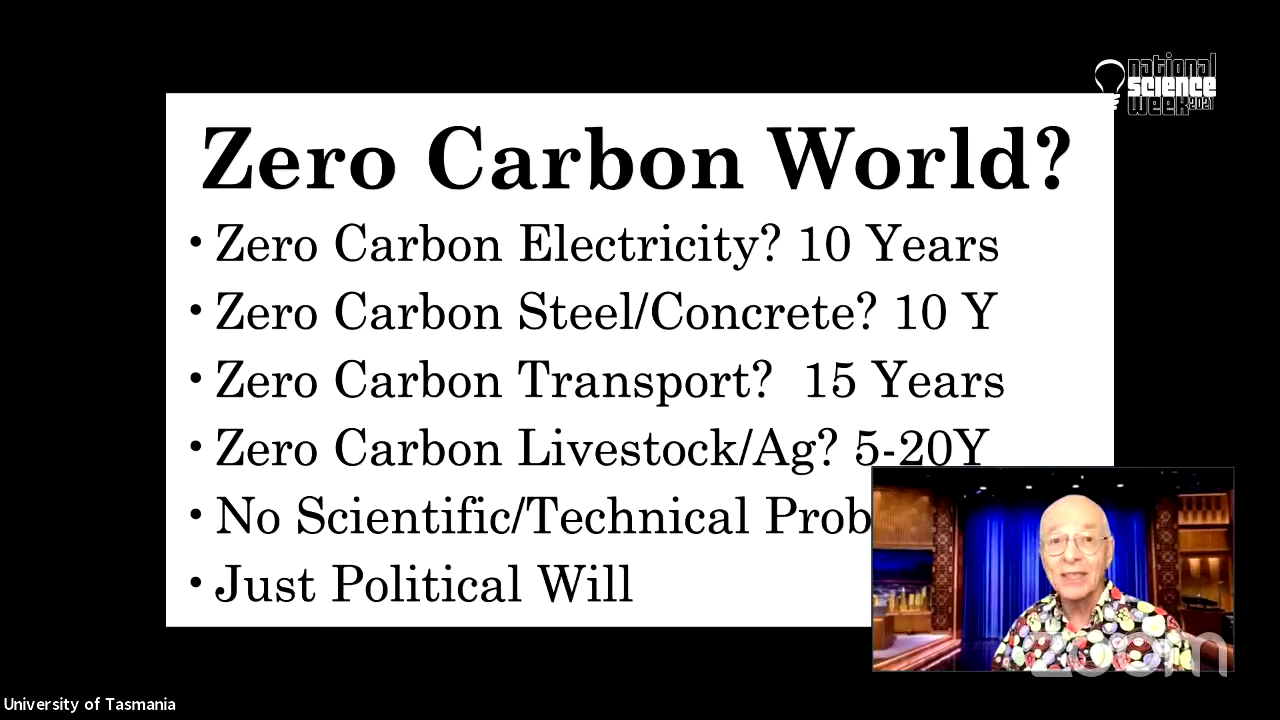 national
science
week 2021
Zero Carbon World?
• Zero Carbon Electricity? 10 Years
• Zero Carbon Steel/Concrete? 10 Y
• Zero Carbon Transport? 15 Years
• Zero Carbon Livestock/Ag? 5-20Y
• No Scientific/Technical Prob
• Just Political Will
zoom
University of Tasmania